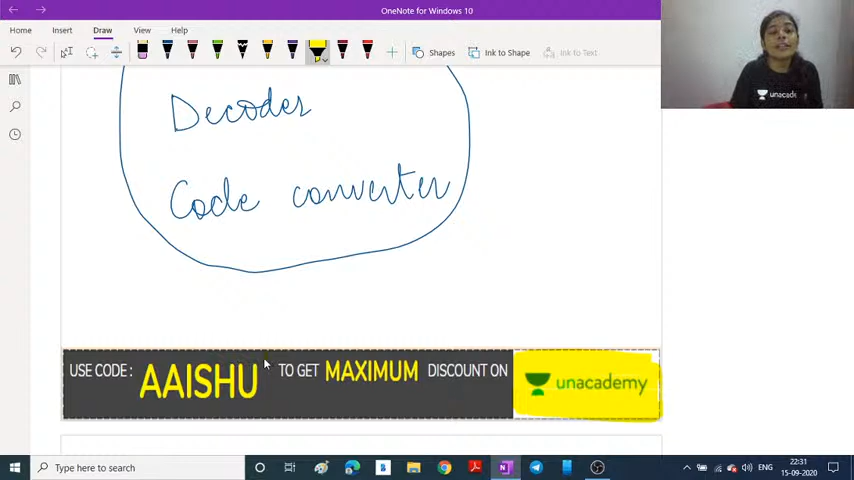 OneNote for Windows 10
Home Insert Draw View Help
Shapes Ink to Shape Ink to Text
unacade
Decoder
Code converter
USE CODE : AAISHU TO GET MAXIMUM DISCOUNT ON unacademy
Type here to search
ENG 22:31
15-09-2020